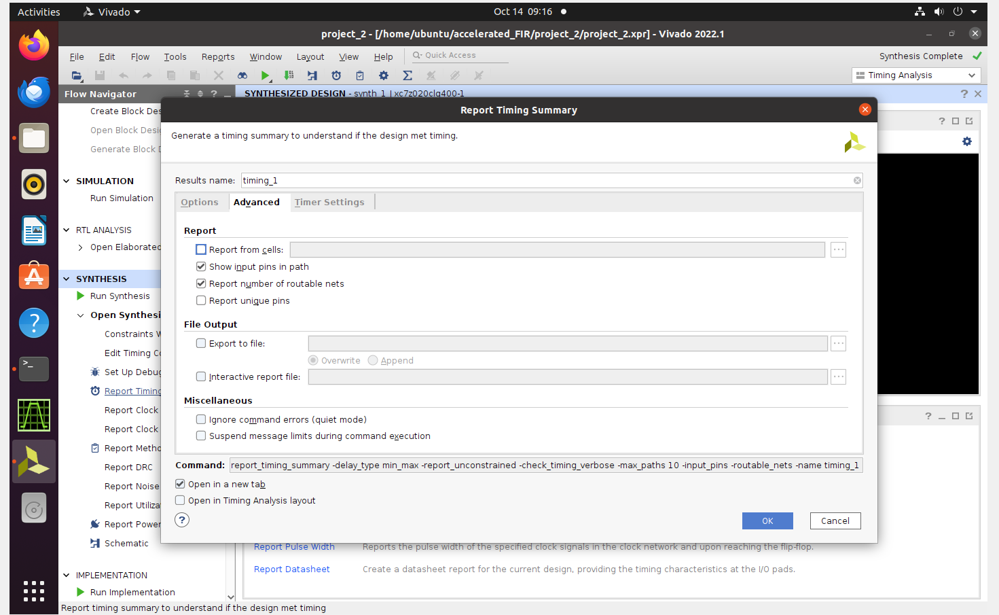 Activities
Vivado
Oct 14 09:16
project_2 - [/home/ubuntu/accelerated_FIR/project_2/project_2.xpr] - Vivado 2022.1
File Edit Flow Tools Reports Window Layout View Help
Quick Access
Synthesis Complete
Timing Analysis
Flow Navigator
SYNTHESIZED DESIGN - synth_1 | xc7z020clg400-1
Create Block Des
Open Block Desi
Generate Block D
SIMULATION
Run Simulation
RTL ANALYSIS
Open Elaborated
SYNTHESIS
Run Synthesis
Open Synthesi
Constraints W
Edit Timing Co
Set Up Debug
Report Timing
Report Clock
Report Clock
Report Metho
Report DRC
Report Noise
Report Utiliza
Report Power
Schematic
IMPLEMENTATION
Run Implementation
Report Timing Summary
Generate a timing summary to understand if the design met timing.
Results name: timing_1
Options Advanced Timer Settings
Report
Report from cells:
Show input pins in path
Report number of routable nets
Report unique pins
File Output
Export to file:
Overwrite Append
Interactive report file:
Miscellaneous
Ignore command errors (quiet mode)
Suspend message limits during command execution
Command: report_timing_summary -delay_type min_max -report_unconstrained -check_timing_verbose -max_paths 10 -input_pins -routable_nets -name timing_1
Open in a new tab
Open in Timing Analysis layout
OK Cancel
Report Pulse Width Reports the pulse width of the specified clock signals in the clock network and upon reaching the flip-flop.
Report Datasheet Create a datasheet report for the current design, providing the timing characteristics at the I/O pads.
Report timing summary to understand if the design met timing